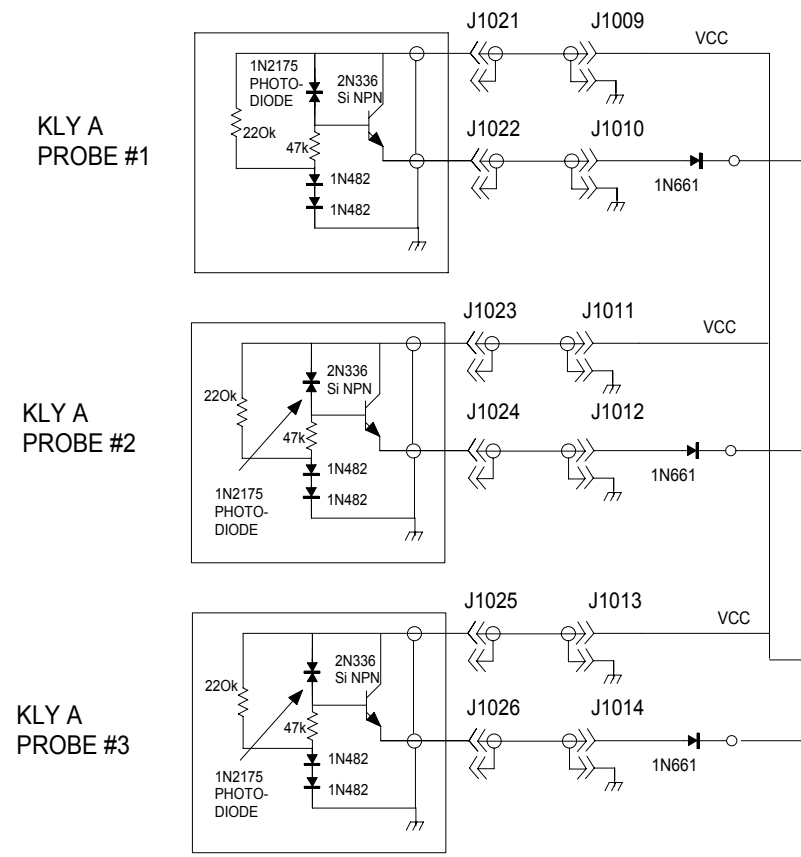 J1021
J1009
VCC
1N2175
PHOTO-
DIODE
2N336
Si NPN
KLY A
PROBE #1
22Ok
47k
J1022
J1010
1N482
1N482
1N661
J1023
J1011
VCC
2N336
Si NPN
KLY A
PROBE #2
22Ok
47k
J1024
J1012
1N482
1N482
1N2175
PHOTO-
DIODE
1N661
J1025
J1013
VCC
2N336
Si NPN
KLY A
PROBE #3
22Ok
47k
J1026
J1014
1N482
1N482
1N2175
PHOTO-
DIODE
1N661